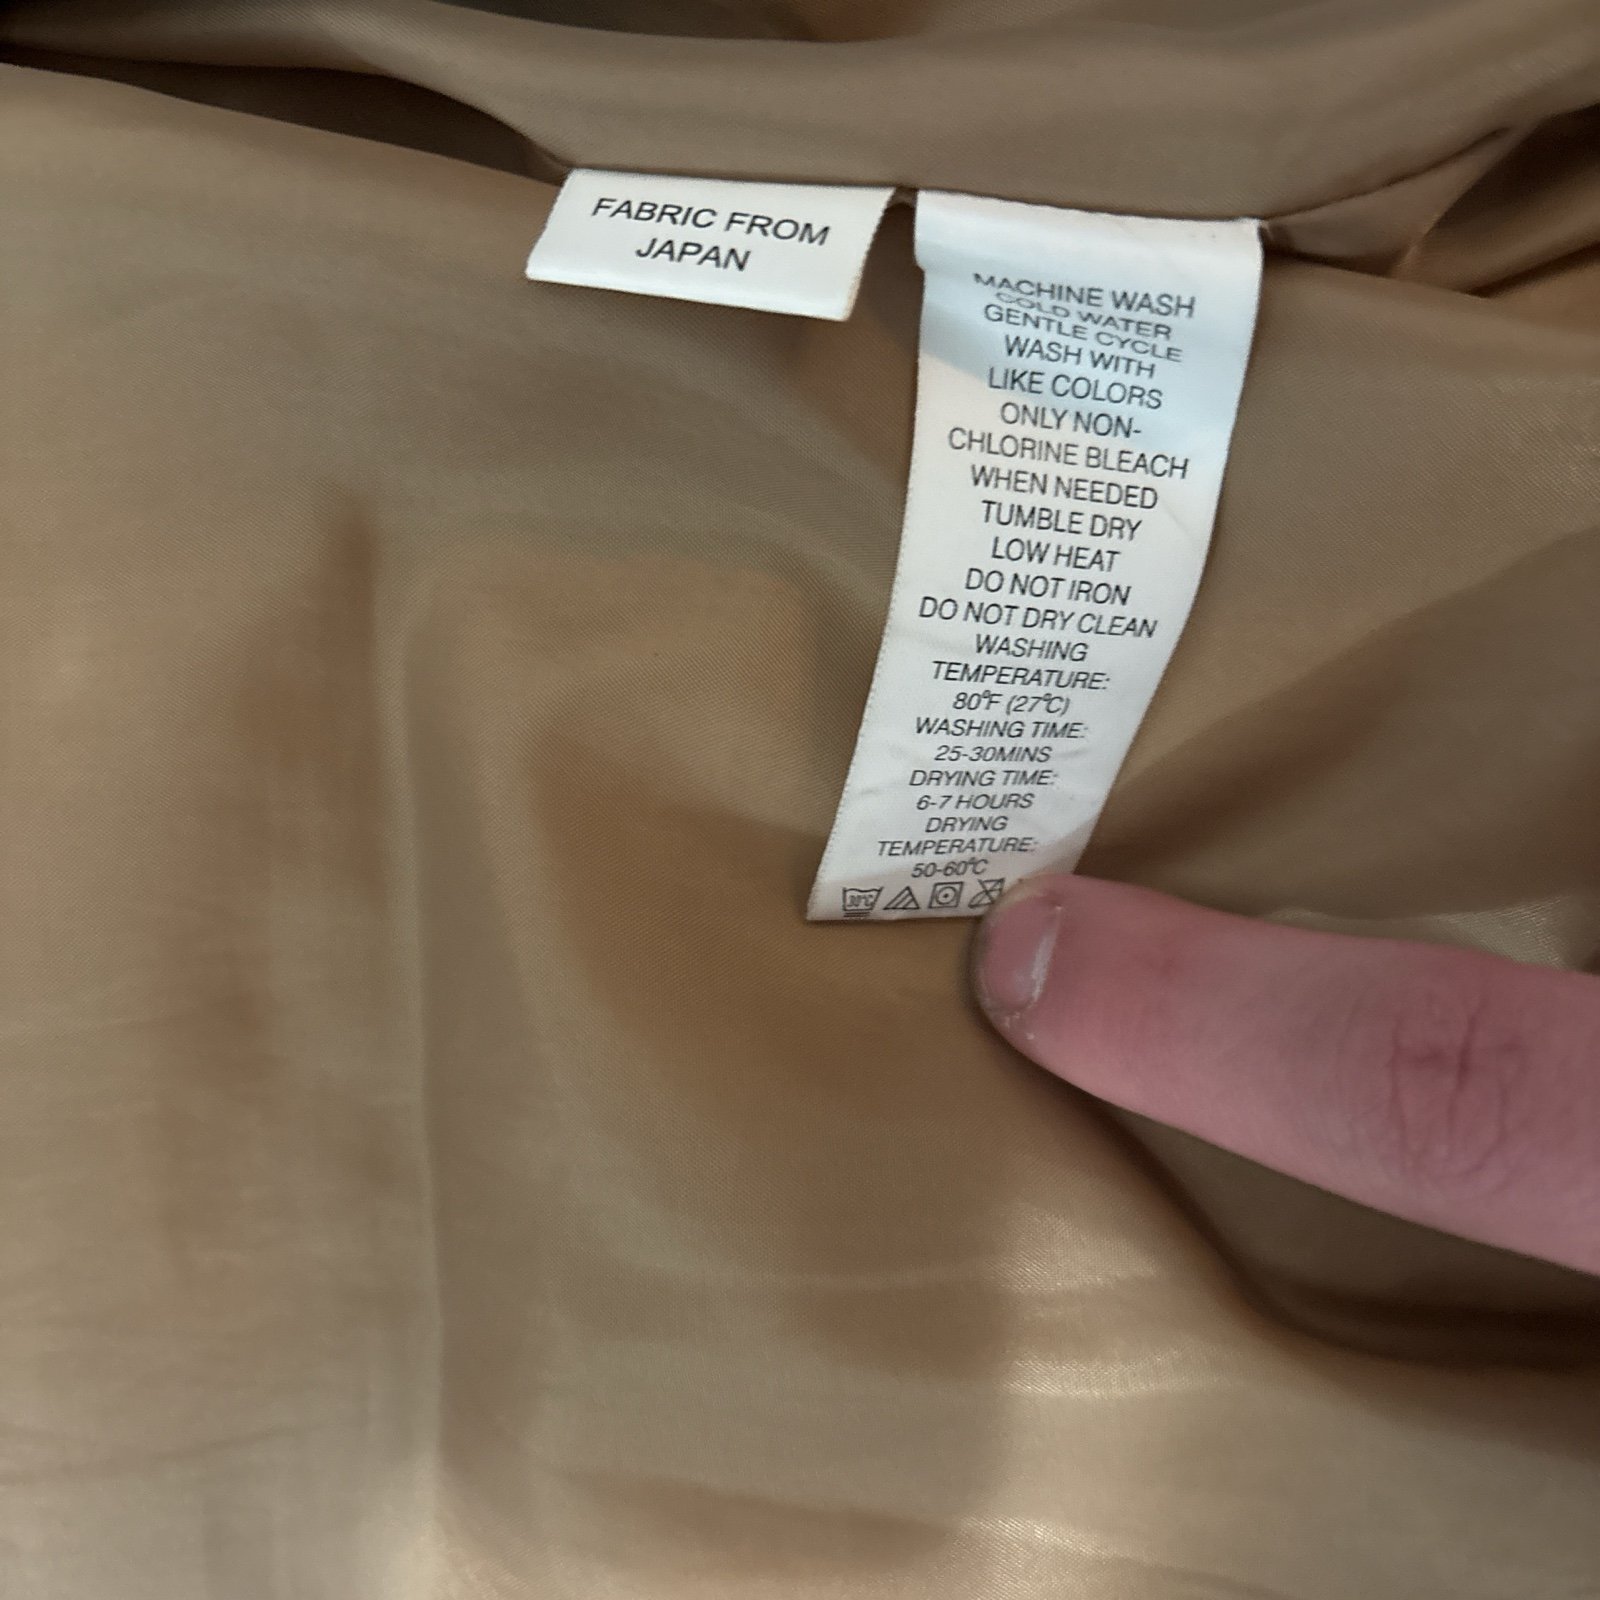 FABRIC FROM
JAPAN
MACHINE WASH
COLD WATER
GENTLE CYCLE
WASH WITH
LIKE COLORS
ONLY NON-
CHLORINE BLEACH
WHEN NEEDED
TUMBLE DRY
LOW HEAT
DO NOT IRON
DO NOT DRY CLEAN
WASHING
TEMPERATURE:
80°F (27°C)
WASHING TIME:
25-30MINS
DRYING TIME:
6-7 HOURS
DRYING
TEMPERATURE:
50-60°C
30°C